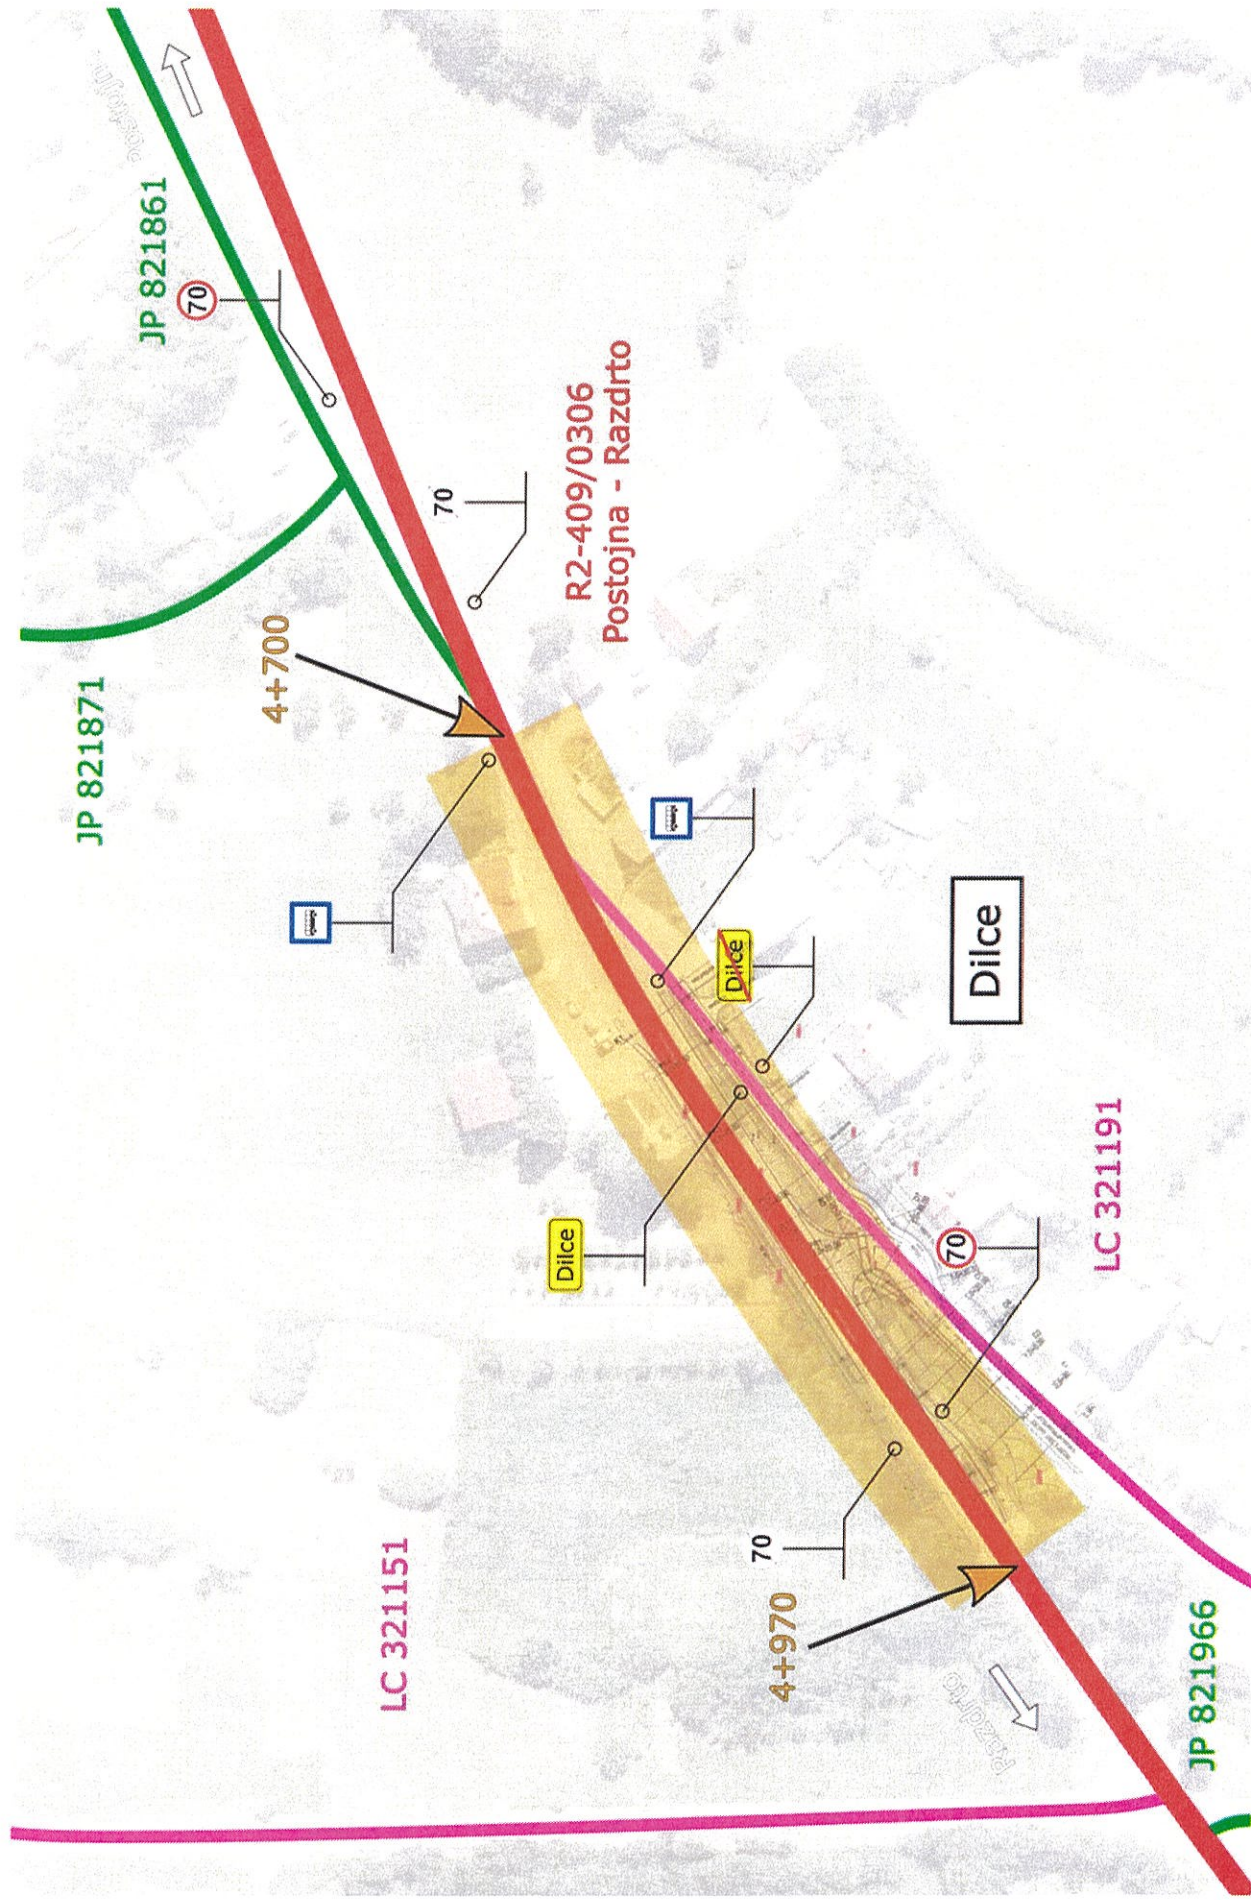 Postojna
JP 821861
70
70
R2-409/0306
Postojna - Razdrto
4+700
JP 821871
Dilce
Dilce
Dilce
70
LC 321191
LC 321151
70
4+970
Razdrto
JP 821966